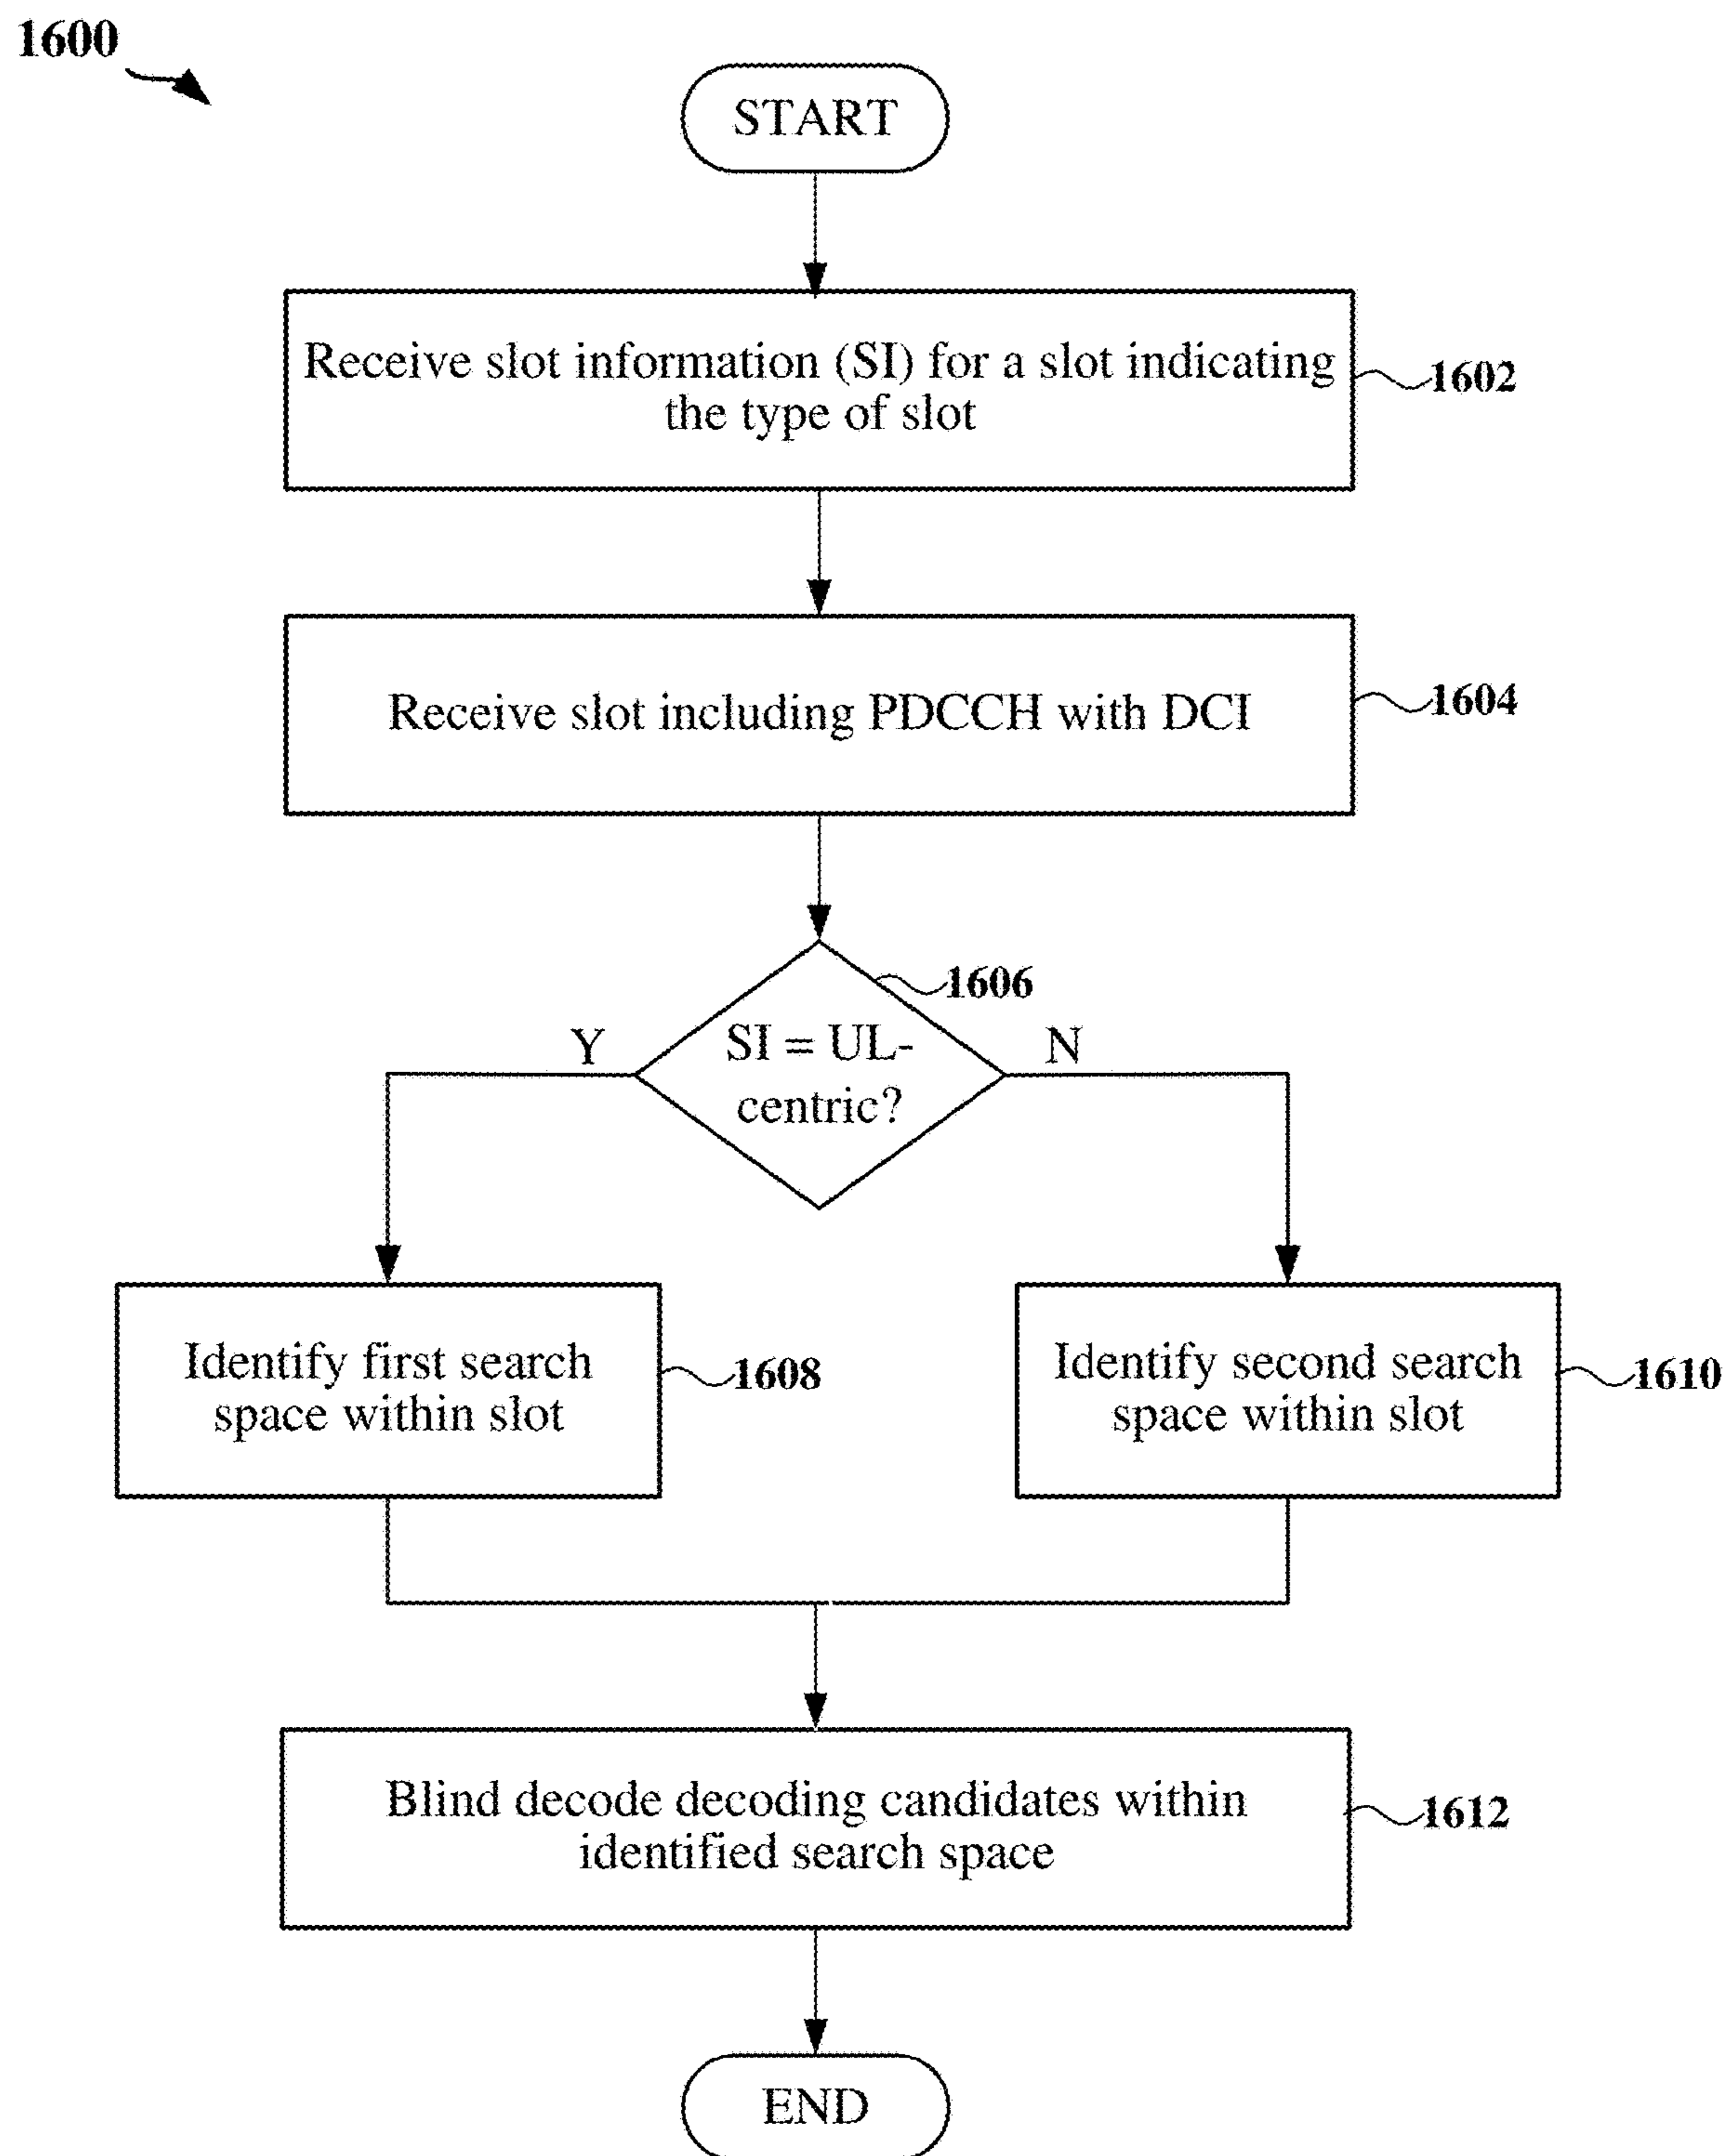 1600
START
Receive slot information (SI) for a slot indicating
the type of slot
1602
Receive slot including PDCCH with DCI
1604
1606
SI = UL-
centric?
Y
N
Identify first search
space within slot
1608
Identify second search
space within slot
1610
Blind decode decoding candidates within
identified search space
1612
END